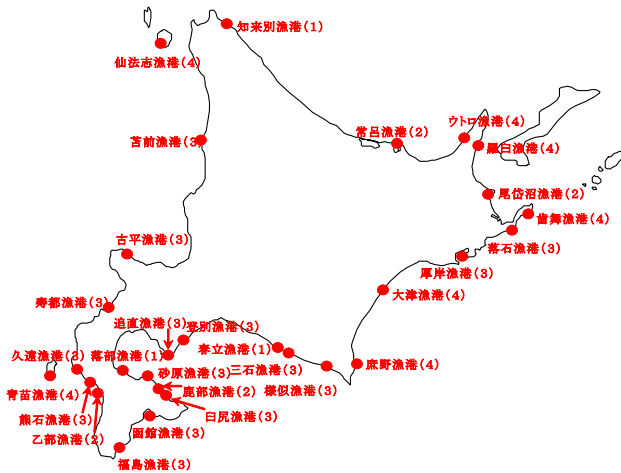 知来別漁港(1)
仙法志漁港(4)
ウトロ漁港(4)
常呂漁港(2)
苫前漁港(3)
羅臼漁港(4)
尾岱沼漁港(2)
歯舞漁港(4)
古平漁港(3)
落石漁港(3)
厚岸漁港(3)
大津漁港(4)
寿都漁港(3)
追直漁港(3)
登別漁港(3)
春立漁港(1)
久遠漁港(3)
落部漁港(1)
三石漁港(3)
庶野漁港(4)
砂原漁港(3)
青苗漁港(4)
鹿部漁港(2)
様似漁港(3)
熊石漁港(3)
臼尻漁港(3)
函館漁港(3)
乙部漁港(2)
福島漁港(3)